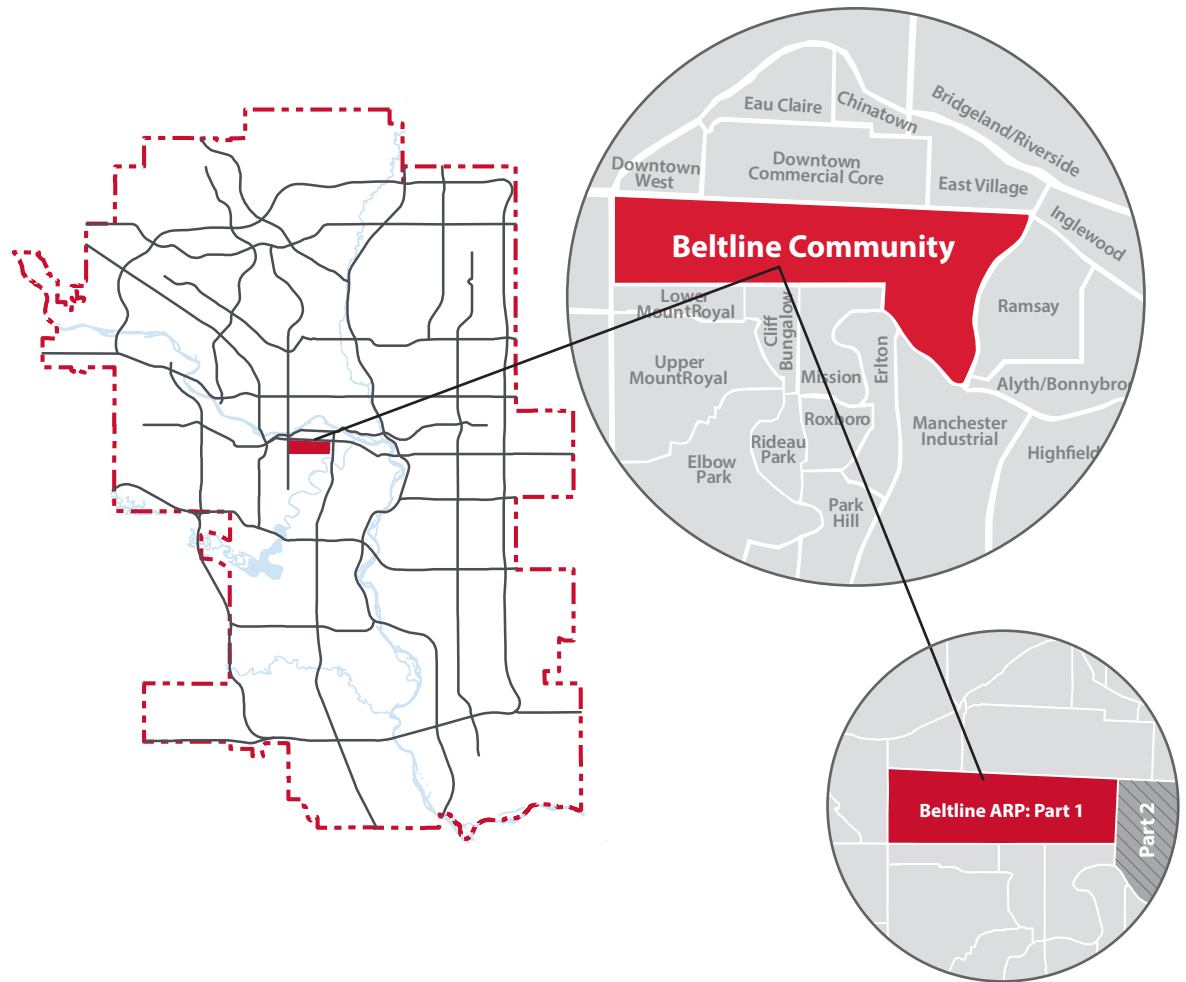 Eau Claire
Chinatown
Bridgeland/Riverside
Downtown
West
Downtown
Commercial Core
East Village
Inglewood
Beltline Community
Lower
MountRoyal
Cliff
Bungalow
Ramsay
Upper
MountRoyal
Mission
Erlton
Alyth/Bonnybroo
Roxboro
Manchester
Industrial
Rideau
Park
Elbow
Park
Highfield
Park
Hill
Beltline ARP: Part 1
Part 2